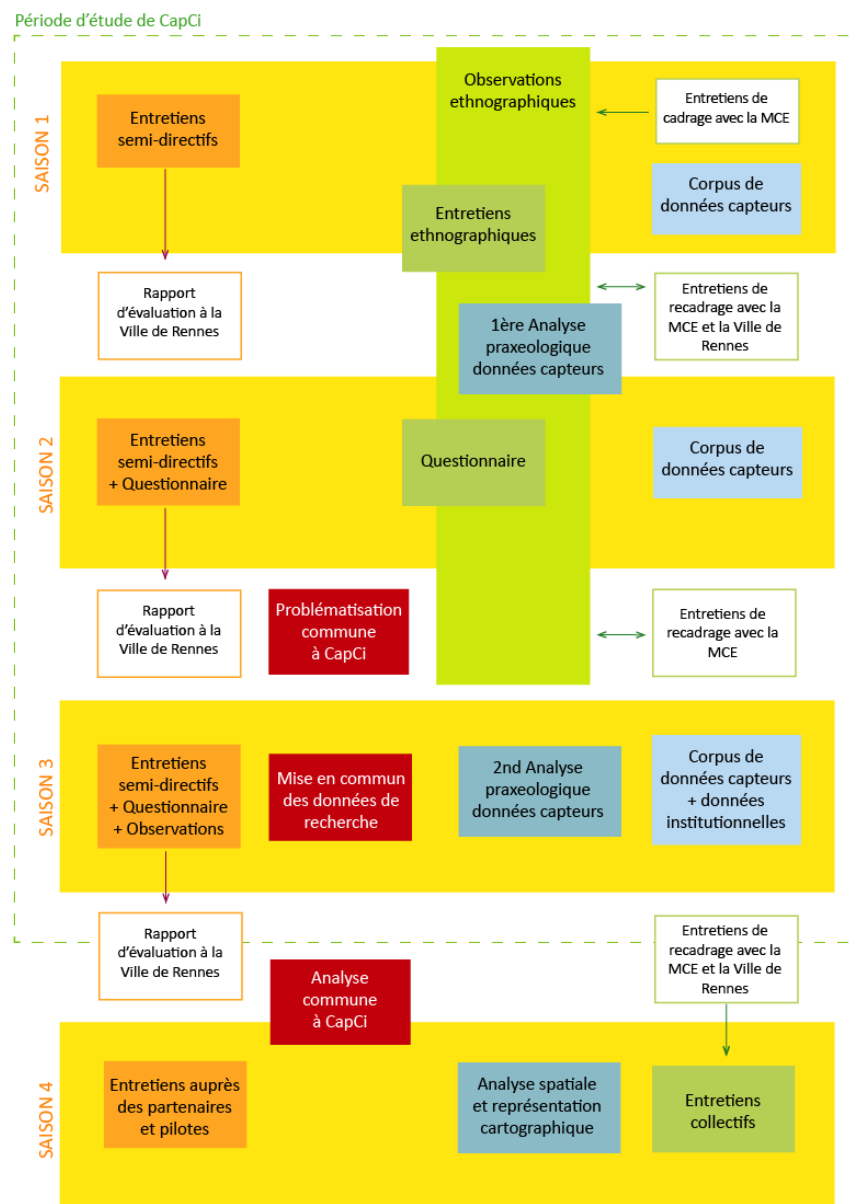 Période d'étude de CapCi
SAISON 1
Entretiens
semi-directifs
Observations
ethnographiques
Entretiens de
cadrage avec la MCE
Entretiens
ethnographiques
Corpus de
données capteurs
Rapport
d'évaluation à la
Ville de Rennes
1ère Analyse
praxeologique
données capteurs
Entretiens de
recadrage avec la
MCE et la Ville de
Rennes
SAISON 2
Entretiens
semi-directifs
+ Questionnaire
Questionnaire
Corpus de
données capteurs
Rapport
d'évaluation à la
Ville de Rennes
Problématisation
commune
à CapCi
Entretiens de
recadrage avec la
MCE
SAISON 3
Entretiens
semi-directifs
+ Questionnaire
+ Observations
Mise en commun
des données de
recherche
2nd Analyse
praxeologique
données capteurs
Corpus de
données capteurs
+ données
institutionnelles
Rapport
d'évaluation à la
Ville de Rennes
Analyse
commune
à CapCi
Entretiens de
recadrage avec la
MCE et la Ville de
Rennes
SAISON 4
Entretiens auprès
des partenaires
et pilotes
Analyse spatiale
et représentation
cartographique
Entretiens
collectifs